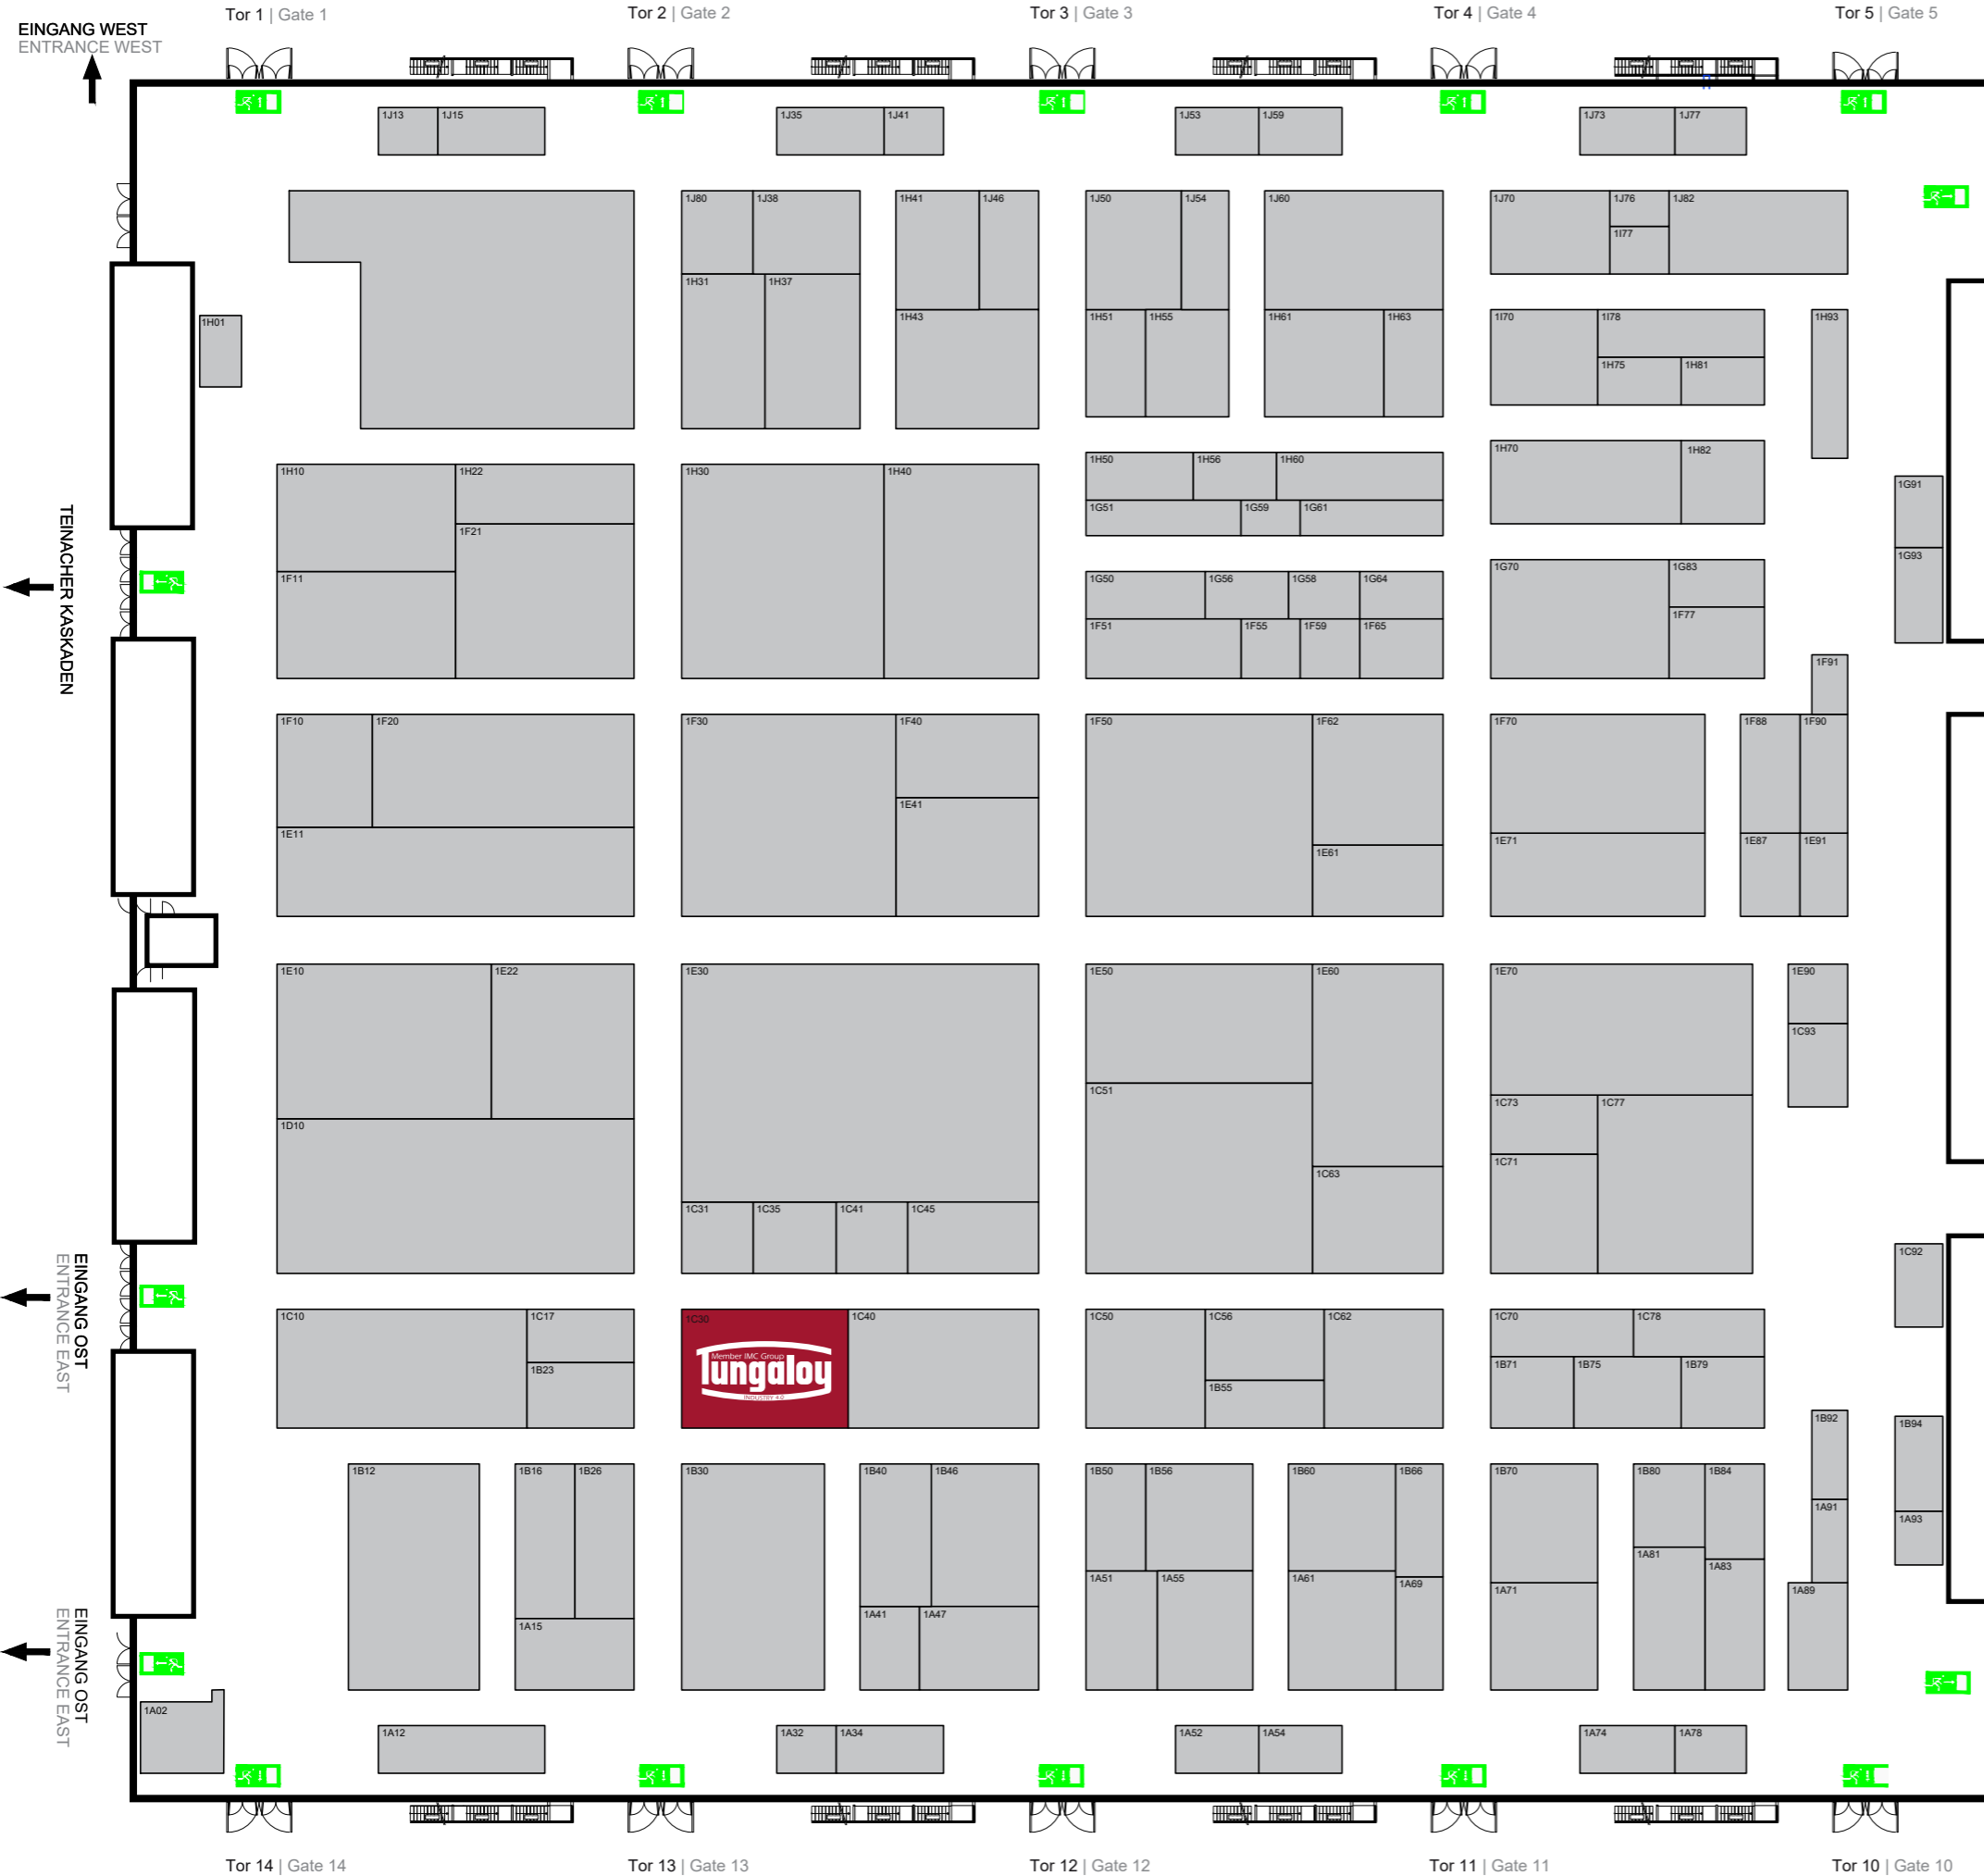 Tor 1 | Gate 1
Tor 2 | Gate 2
Tor 3 | Gate 3
Tor 4 | Gate 4
Tor 5 | Gate 5
EINGANG WEST
ENTRANCE WEST
1J13
1J15
1J35
1J41
1J53
1J59
1J73
1J77
1J80
1J38
1H41
1J46
1J50
1J54
1J60
1J70
1J76
1J82
1I77
1H31
1H37
1H01
1H43
1H51
1H55
1H61
1H63
1I70
1I78
1H93
1H75
1H81
1H10
1H22
1H30
1H40
1H50
1H56
1H60
1H70
1H82
1G91
1G51
1G59
1G61
1F21
TEINACHER KASKADEN
1F11
1G50
1G56
1G58
1G64
1G70
1G83
1G93
1F51
1F55
1F59
1F65
1F77
1F91
1F10
1F20
1F30
1F40
1F50
1F62
1F70
1F88
1F90
1E41
1E11
1E61
1E71
1E87
1E91
1E10
1E22
1E30
1E50
1E60
1E70
1E90
1C93
1C51
1C73
1C77
1D10
1C71
1C63
1C31
1C35
1C41
1C45
EINGANG OST
ENTRANCE EAST
1C92
1C10
1C17
1C30
1C40
1C50
1C56
1C62
1C70
1C78
Member IMC Group
Tungaloy
INDUSTRY 4.0
1B23
1B55
1B71
1B75
1B79
1B92
1B94
1B12
1B16
1B26
1B30
1B40
1B46
1B50
1B56
1B60
1B66
1B70
1B80
1B84
1A91
1A93
1A51
1A55
1A61
1A69
1A71
1A81
1A83
1A89
1A15
1A41
1A47
EINGANG OST
ENTRANCE EAST
1A02
1A12
1A32
1A34
1A52
1A54
1A74
1A78
Tor 14 | Gate 14
Tor 13 | Gate 13
Tor 12 | Gate 12
Tor 11 | Gate 11
Tor 10 | Gate 10